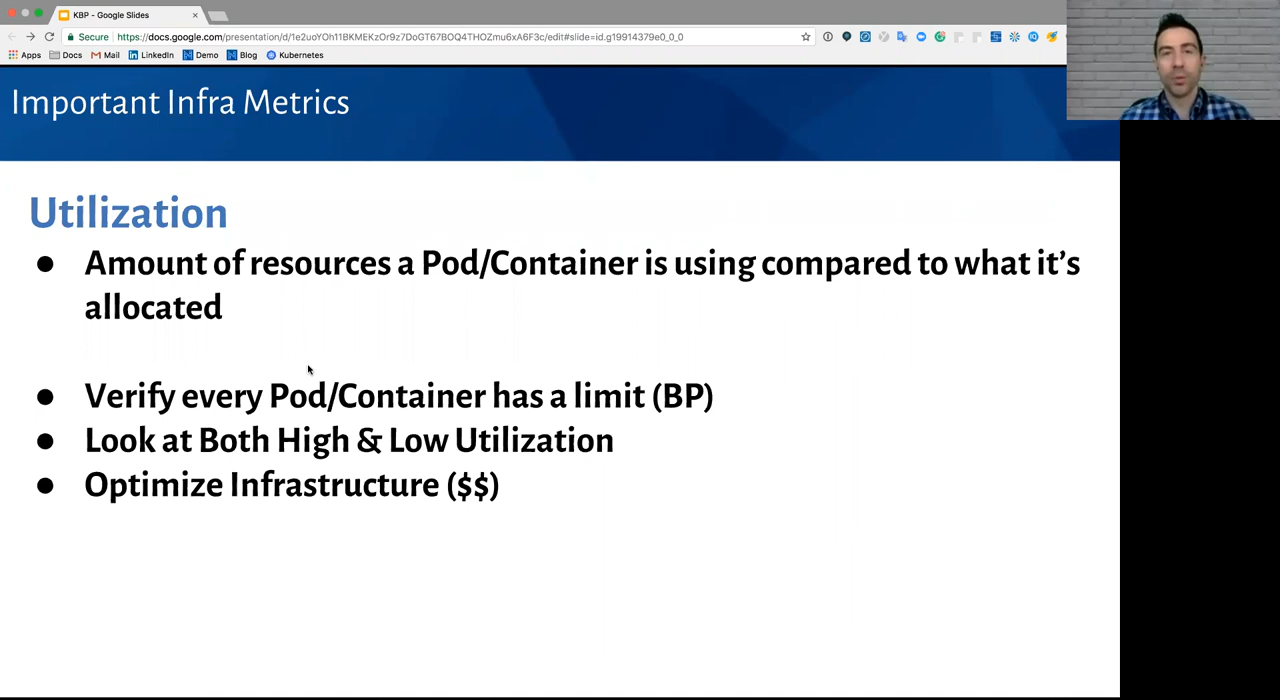 KBP - Google Slides
Secure https://docs.google.com/presentation/d/1e2uoYOh11BKMEKzOr9z7DoGT67BOQ4THOZmu6xA6F3c/edit#slide=id.g19914379e0_0_0
Apps Docs Mail LinkedIn Demo Blog Kubernetes
Important Infra Metrics
Utilization
● Amount of resources a Pod/Container is using compared to what it's
allocated
● Verify every Pod/Container has a limit (BP)
● Look at Both High & Low Utilization
● Optimize Infrastructure ($$)